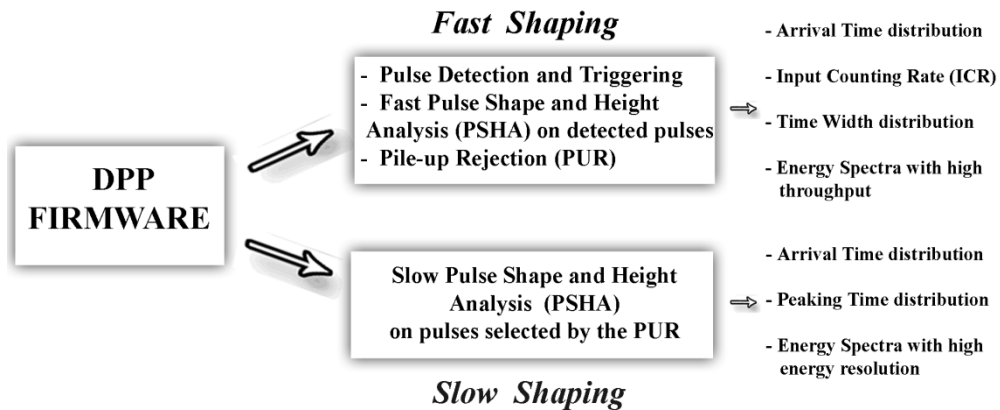 Fast Shaping
- Pulse Detection and Triggering
- Fast Pulse Shape and Height
Analysis (PSHA) on detected pulses
- Pile-up Rejection (PUR)
- Arrival Time distribution
- Input Counting Rate (ICR)
- Time Width distribution
- Energy Spectra with high
throughput
DPP
FIRMWARE
Slow Pulse Shape and Height
Analysis (PSHA)
on pulses selected by the PUR
- Arrival Time distribution
- Peaking Time distribution
- Energy Spectra with high
energy resolution
Slow Shaping